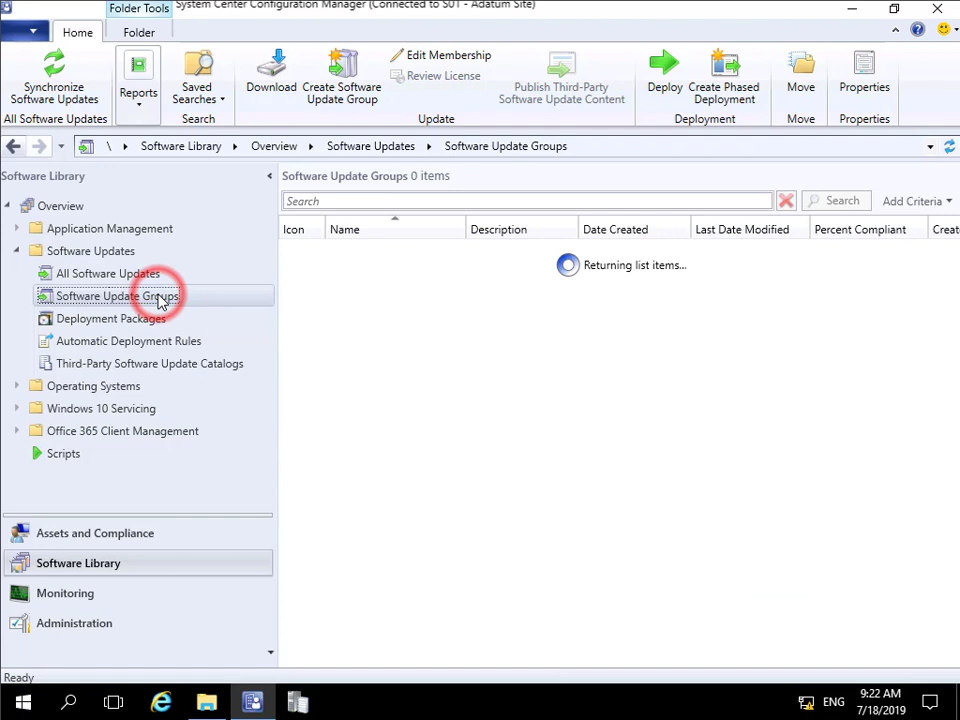 Folder Tools
System Center Configuration Manager (Connected to S01 - Adatum Site)
Home
Folder
Synchronize
Software Updates
Reports
Saved
Searches
Download
Create Software
Update Group
Edit Membership
Review License
Publish Third-Party
Software Update Content
Deploy
Create Phased
Deployment
Move
Properties
All Software Updates
Search
Update
Deployment
Move
Properties
\ Software Library Overview Software Updates Software Update Groups
Software Library
Overview
Application Management
Software Updates
All Software Updates
Software Update Groups
Deployment Packages
Automatic Deployment Rules
Third-Party Software Update Catalogs
Operating Systems
Windows 10 Servicing
Office 365 Client Management
Scripts
Assets and Compliance
Software Library
Monitoring
Administration
Software Update Groups 0 items
Search
Search
Add Criteria
Icon Name Description Date Created Last Date Modified Percent Compliant Create
Returning list items...
Ready
ENG
9:22 AM
7/18/2019